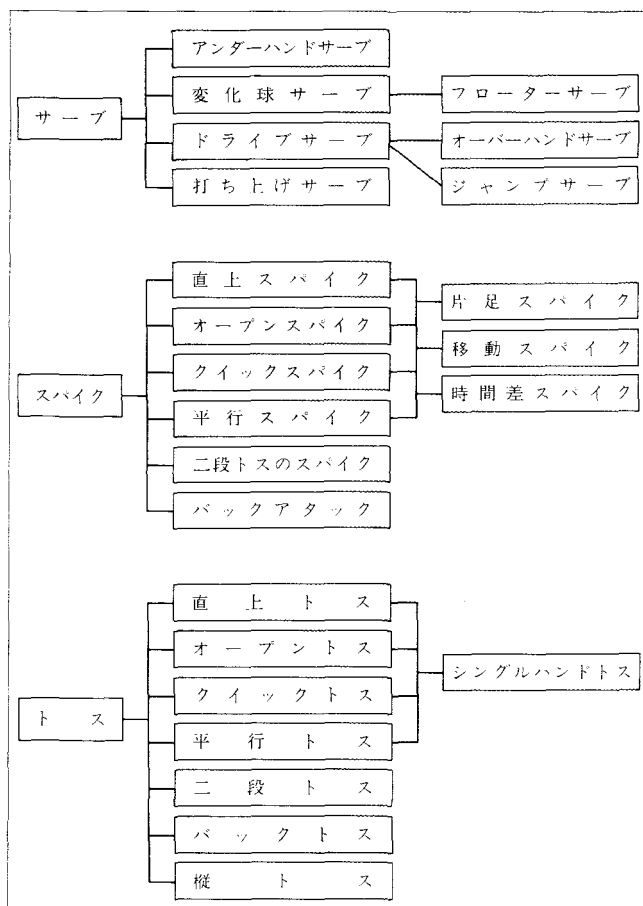 サーブ
アンダーハンドサーブ
変化球サーブ
フローターサーブ
ドライブサーブ
オーバーハンドサーブ
打ち上げサーブ
ジャンプサーブ
スパイク
直上スパイク
片足スパイク
オープンスパイク
移動スパイク
クイックスパイク
時間差スパイク
平行スパイク
二段トスのスパイク
バックアタック
トス
直上トス
オープントス
シングルハンドトス
クイックトス
平行トス
二段トス
バックトス
縦トス